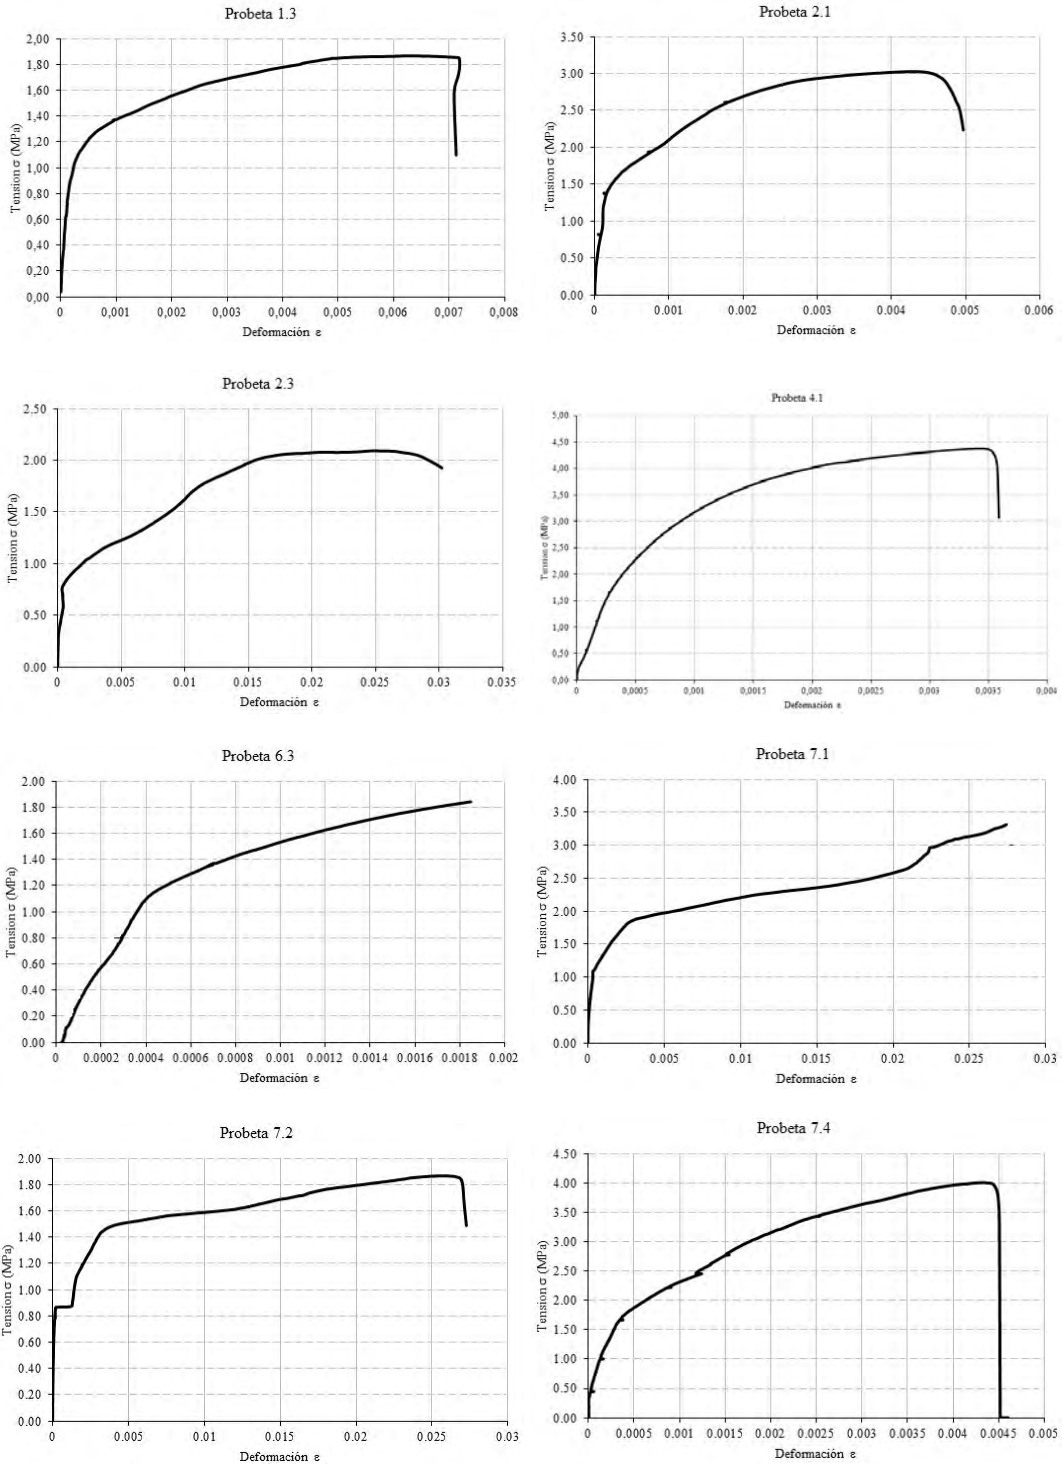 Probeta 1.3
2,00
1,80
1,60
1,40
1,20
1,00
0,80
0,60
0,40
0,20
0,00
Tension σ (MPa)
0 0,001 0,002 0,003 0,004 0,005 0,006 0,007 0,008
Deformación ε
Probeta 2.1
3.50
3.00
2.50
2.00
1.50
1.00
0.50
0.00
Tension σ (MPa)
0 0.001 0.002 0.003 0.004 0.005 0.006
Deformación ε
Probeta 2.3
2.50
2.00
1.50
1.00
0.50
0.00
Tension σ (MPa)
0 0.005 0.01 0.015 0.02 0.025 0.03 0.035
Deformación ε
Probeta 4.1
5,00
4,50
4,00
3,50
3,00
2,50
2,00
1,50
1,00
0,50
0,00
Tension σ (MPa)
0 0,0005 0,001 0,0015 0,002 0,0025 0,003 0,0035 0,004
Deformación ε
Probeta 6.3
2.00
1.80
1.60
1.40
1.20
1.00
0.80
0.60
0.40
0.20
0.00
Tension σ (MPa)
0 0.0002 0.0004 0.0006 0.0008 0.001 0.0012 0.0014 0.0016 0.0018 0.002
Deformación ε
Probeta 7.1
4.00
3.50
3.00
2.50
2.00
1.50
1.00
0.50
0.00
Tension σ (MPa)
0 0.005 0.01 0.015 0.02 0.025 0.03
Deformación ε
Probeta 7.2
2.00
1.80
1.60
1.40
1.20
1.00
0.80
0.60
0.40
0.20
0.00
Tension σ (MPa)
0 0.005 0.01 0.015 0.02 0.025 0.03
Deformación ε
Probeta 7.4
4.50
4.00
3.50
3.00
2.50
2.00
1.50
1.00
0.50
0.00
Tension σ (MPa)
0 0.0005 0.001 0.0015 0.002 0.0025 0.003 0.0035 0.004 0.0045 0.005
Deformación ε